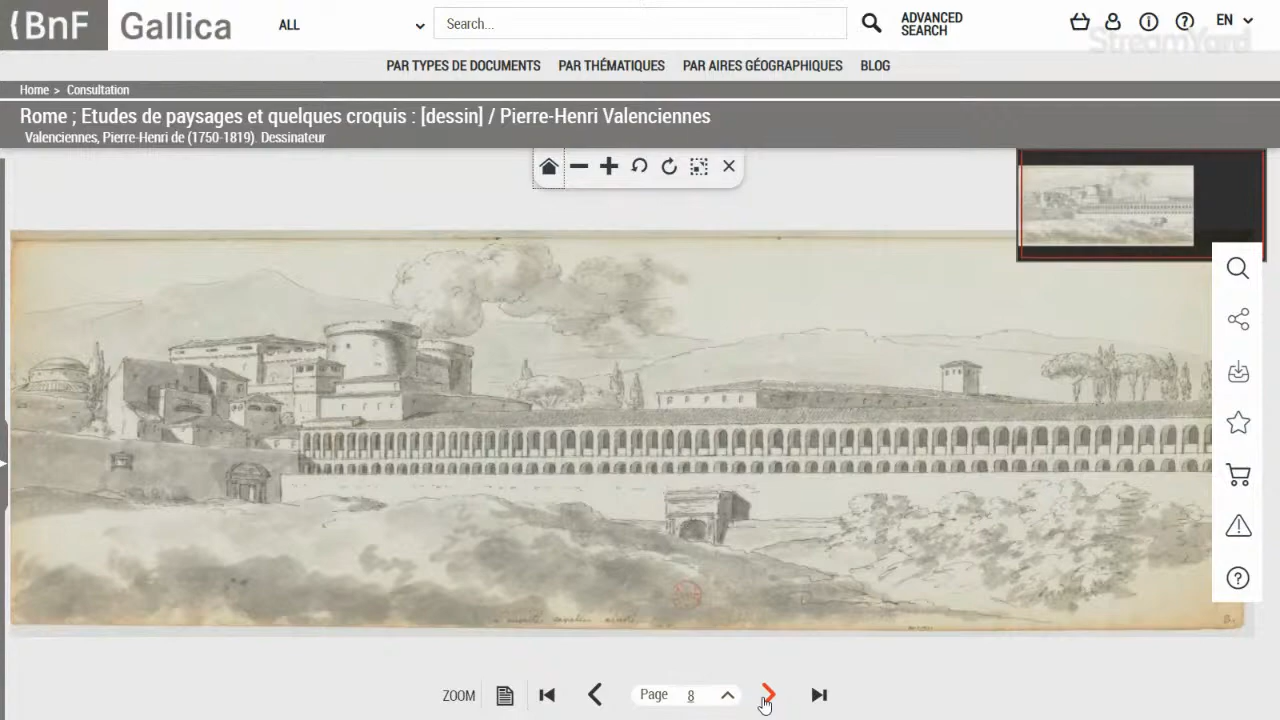 BnF Gallica
ALL
Search...
ADVANCED SEARCH
EN
StreamYard
PAR TYPES DE DOCUMENTS PAR THÉMATIQUES PAR AIRES GÉOGRAPHIQUES BLOG
Home > Consultation
Rome ; Etudes de paysages et quelques croquis : [dessin] / Pierre-Henri Valenciennes
Valenciennes, Pierre-Henri de (1750-1819). Dessinateur
ZOOM
Page 8